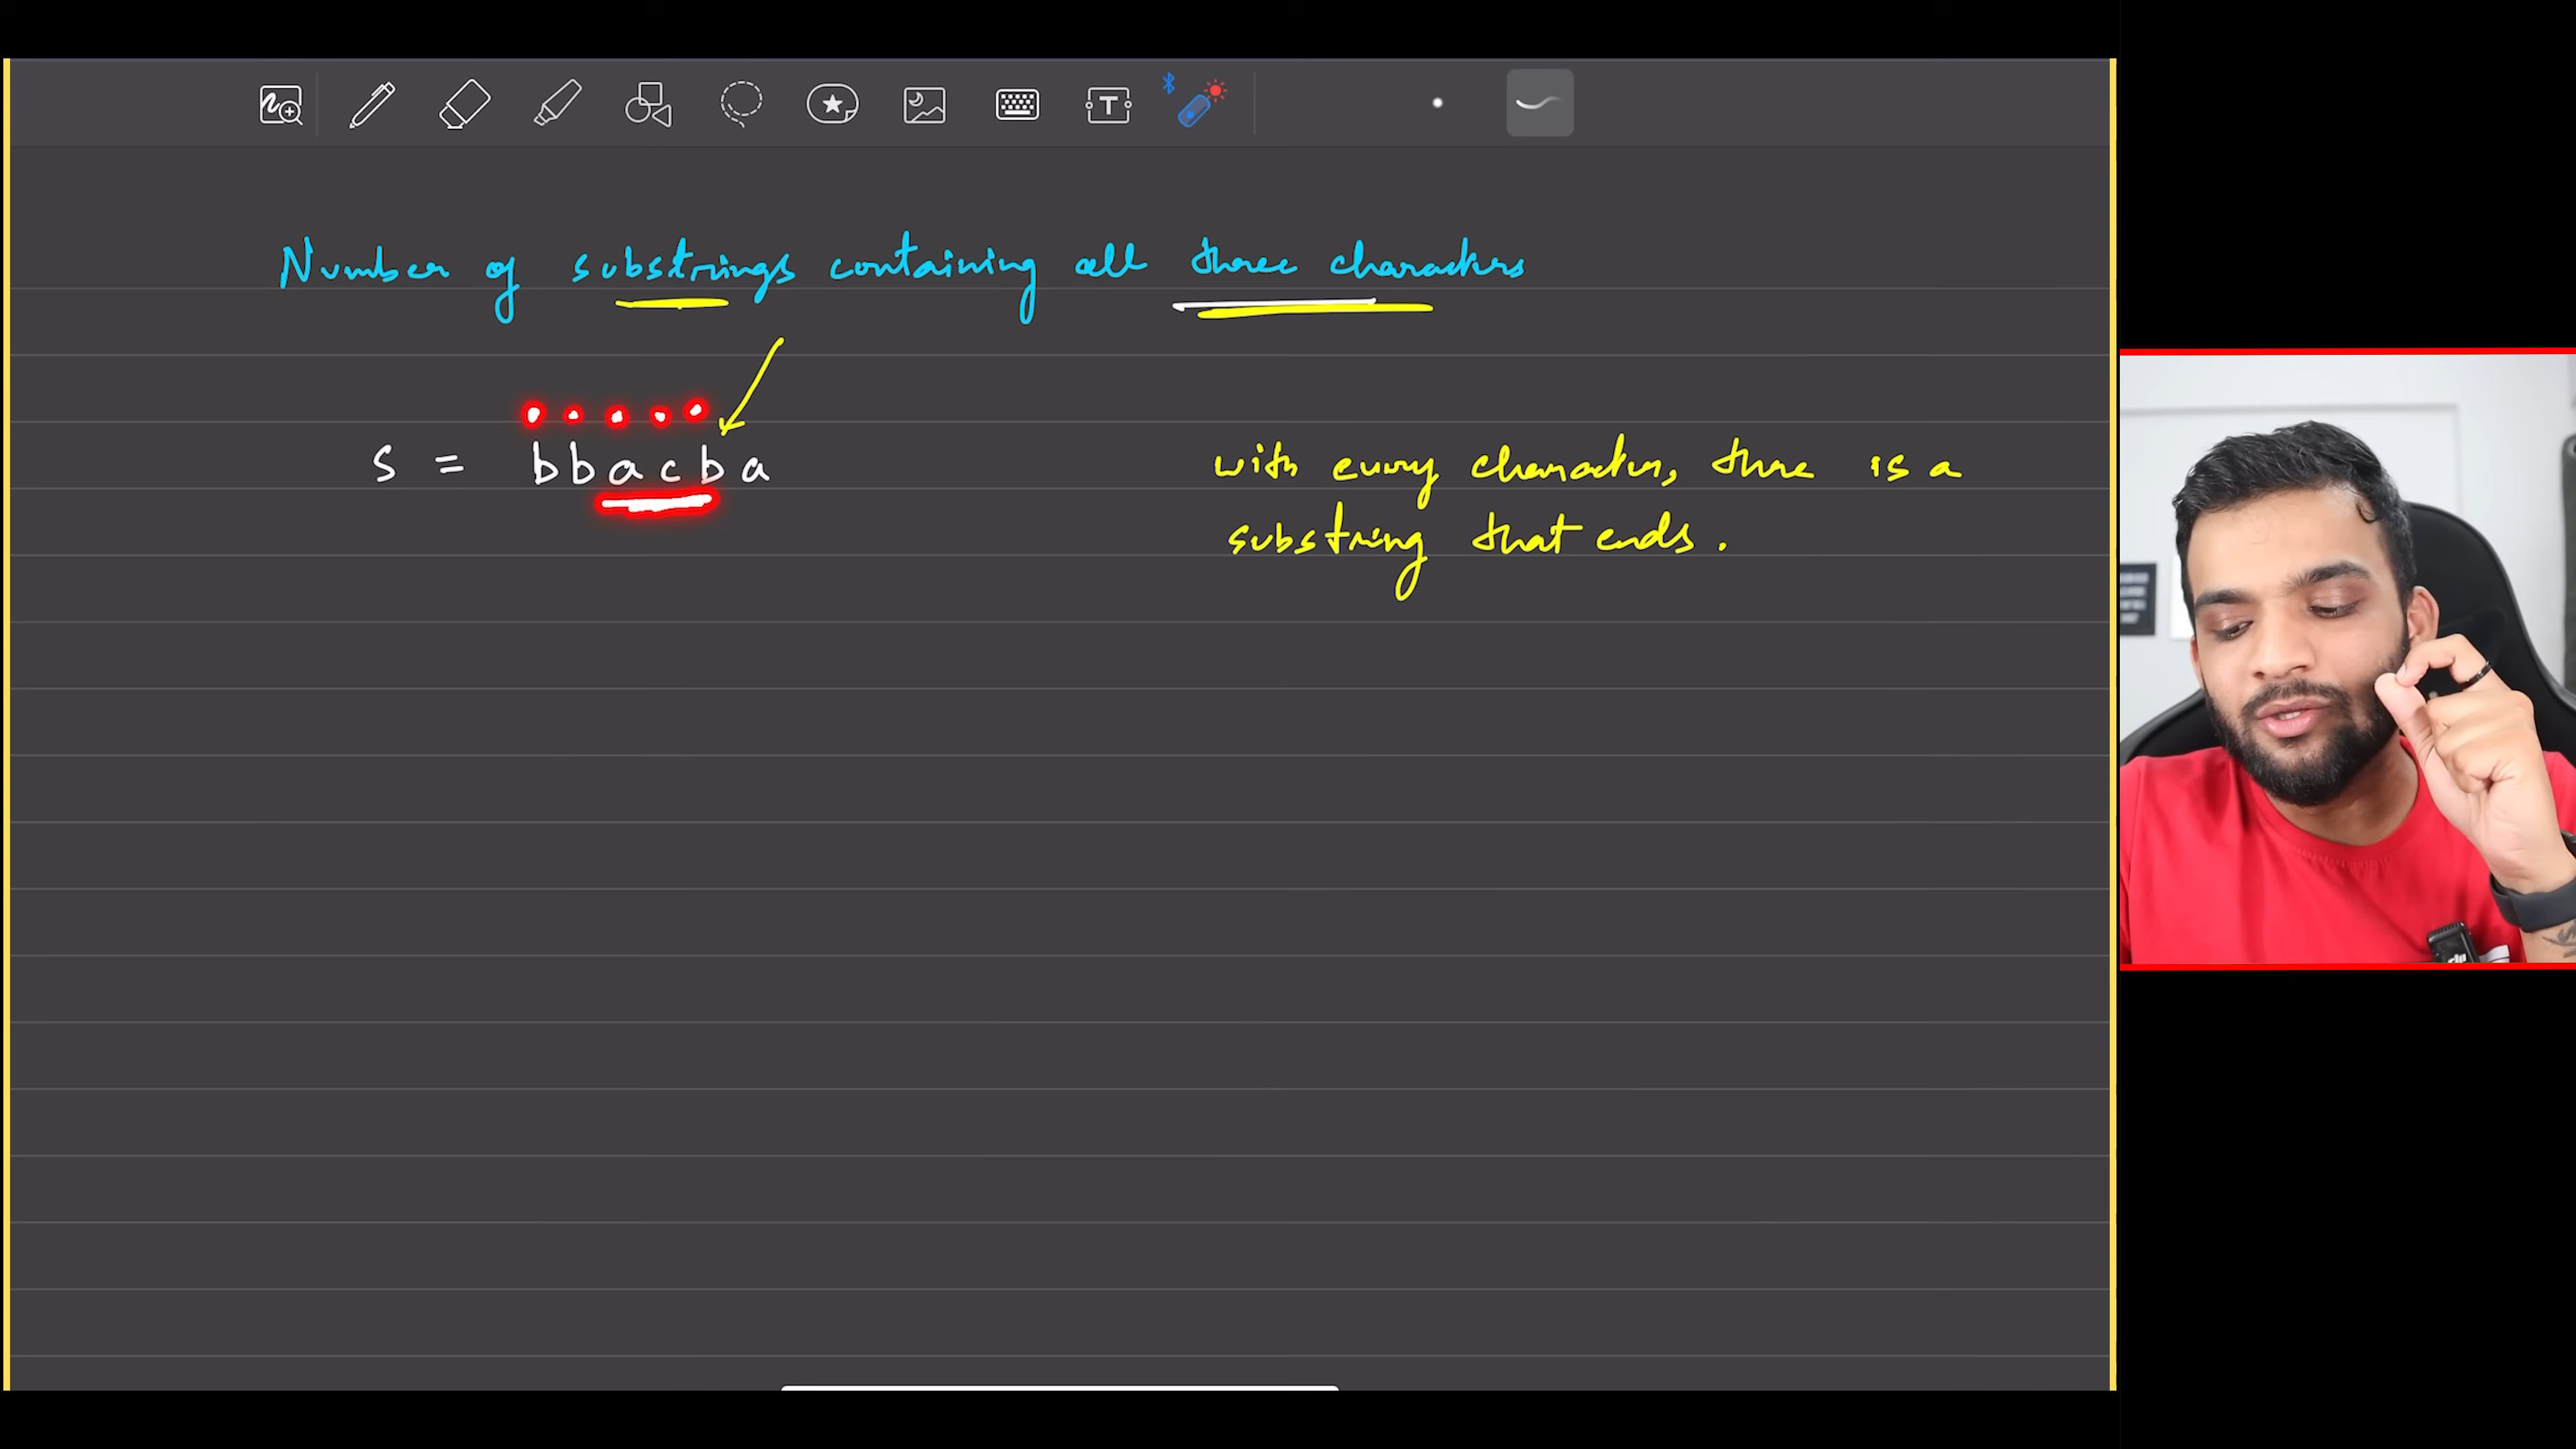 Number of substrings containing all three characters
s = bbacba
with every character, there is a
substring that ends.